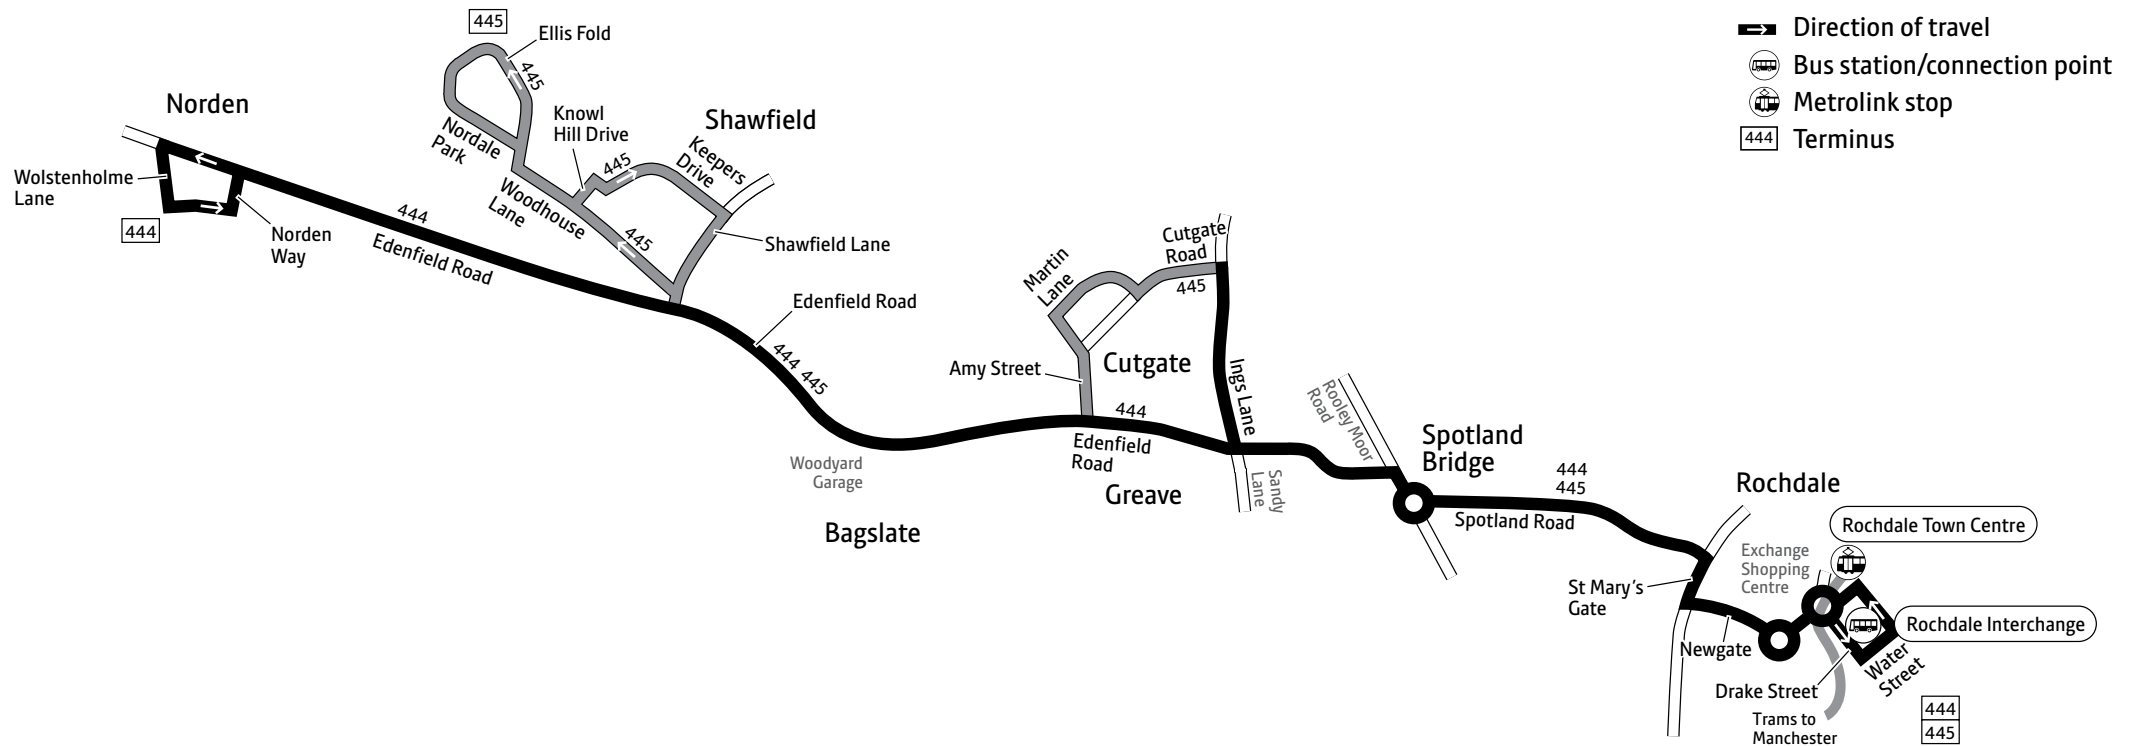 445
Ellis Fold
445
Norden
Knowl
Hill Drive
Shawfield
Nordale
Park
445
Keepers
Drive
Wolstenholme
Lane
444
Norden
Way
444
Edenfield Road
Woodhouse
Lane
445
Shawfield Lane
Edenfield Road
444 445
Woodyard
Garage
Bagslate
Martin
Lane
Cutgate
Road
445
Amy Street
Cutgate
444
Edenfield
Road
Greave
Ings Lane
Sandy
Lane
Rooley Moor
Road
Spotland
Bridge
444
445
Spotland Road
Rochdale
Rochdale Town Centre
Exchange
Shopping
Centre
St Mary's
Gate
Rochdale Interchange
Newgate
Water
Street
Drake Street
Trams to
Manchester
444
445
Direction of travel
Bus station/connection point
Metrolink stop
444 Terminus